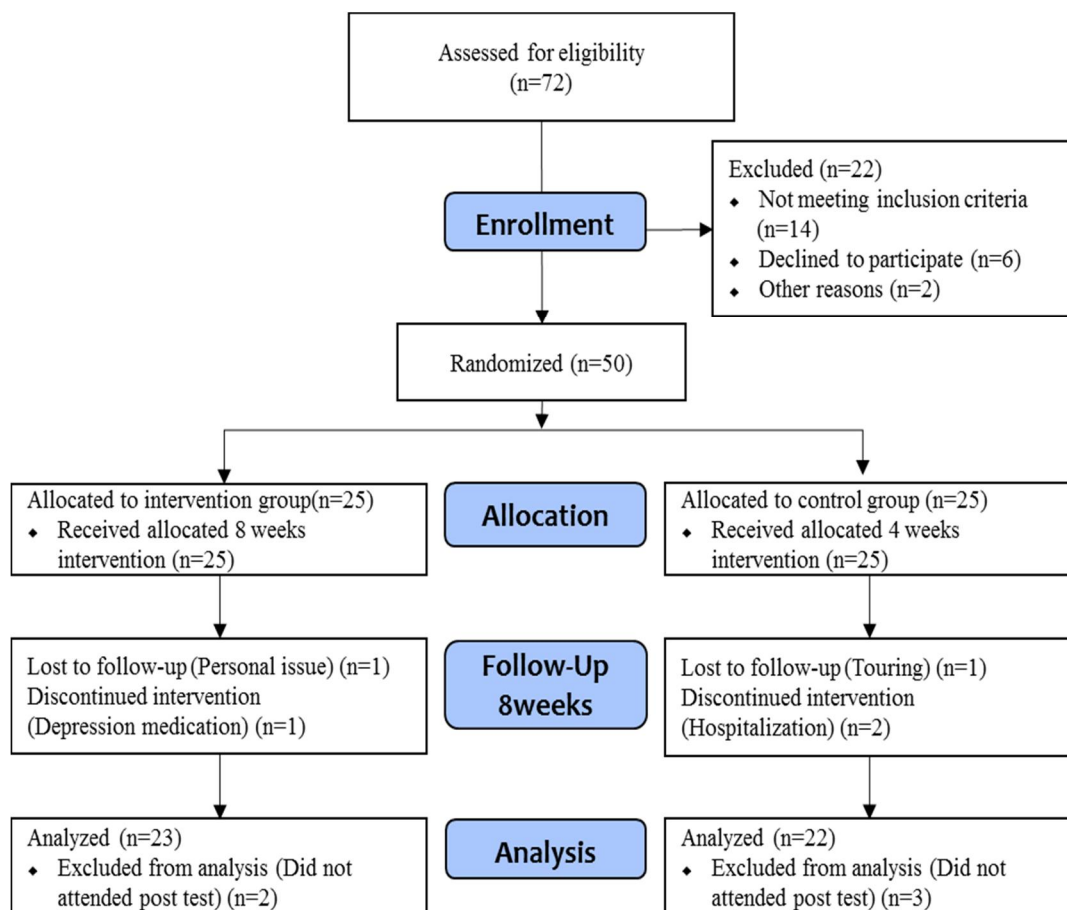 Assessed for eligibility
(n=72)
Excluded (n=22)
⬥ Not meeting inclusion criteria
(n=14)
⬥ Declined to participate (n=6)
⬥ Other reasons (n=2)
Enrollment
Randomized (n=50)
Allocated to intervention group(n=25)
⬥ Received allocated 8 weeks
intervention (n=25)
Allocation
Allocated to control group (n=25)
⬥ Received allocated 4 weeks
intervention (n=25)
Lost to follow-up (Personal issue) (n=1)
Discontinued intervention
(Depression medication) (n=1)
Follow-Up
8weeks
Lost to follow-up (Touring) (n=1)
Discontinued intervention
(Hospitalization) (n=2)
Analyzed (n=23)
⬥ Excluded from analysis (Did not
attended post test) (n=2)
Analysis
Analyzed (n=22)
⬥ Excluded from analysis (Did not
attended post test) (n=3)